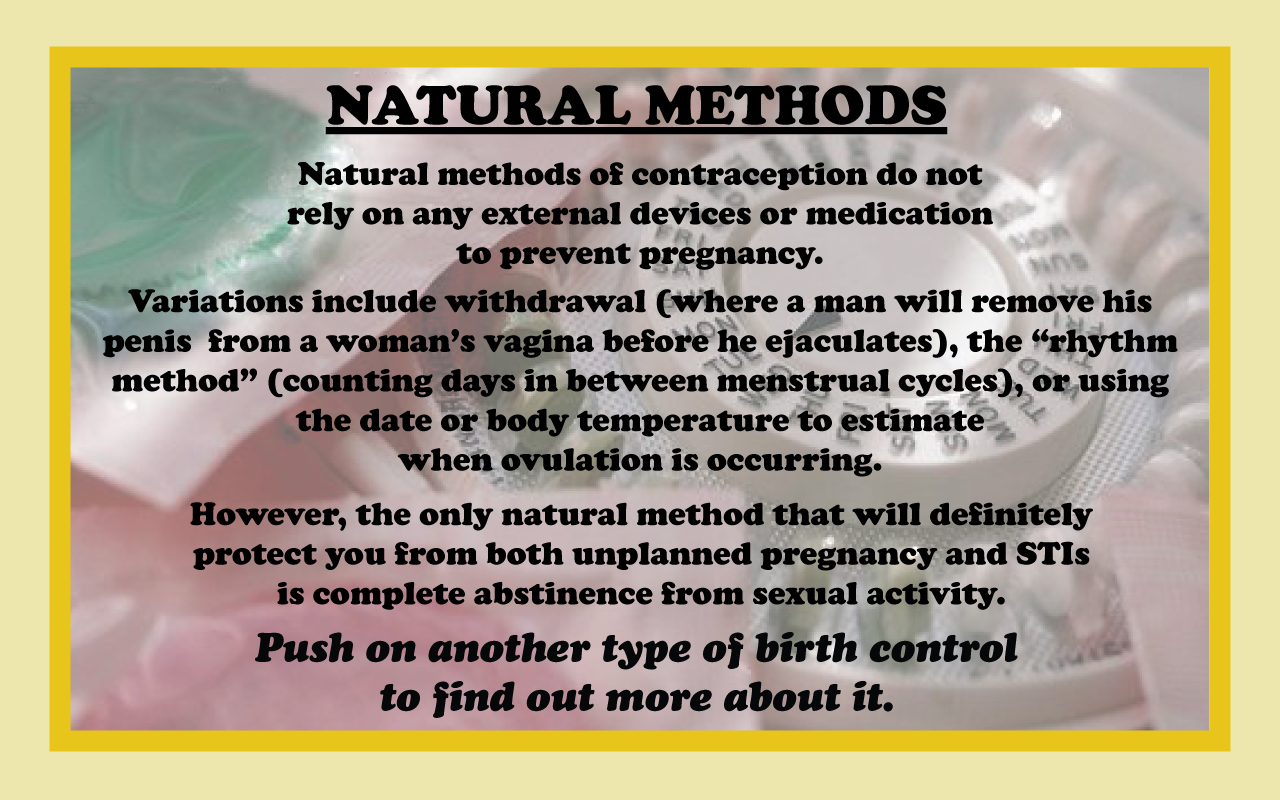 NATURAL METHODS
Natural methods of contraception do not
rely on any external devices or medication
to prevent pregnancy.
Variations include withdrawal (where a man will remove his
penis  from a woman’s vagina before he ejaculates), the “rhythm
method” (counting days in between menstrual cycles), or using
the date or body temperature to estimate
when ovulation is occurring.
However, the only natural method that will definitely
protect you from both unplanned pregnancy and STIs
is complete abstinence from sexual activity.
Push on another type of birth control
to find out more about it.